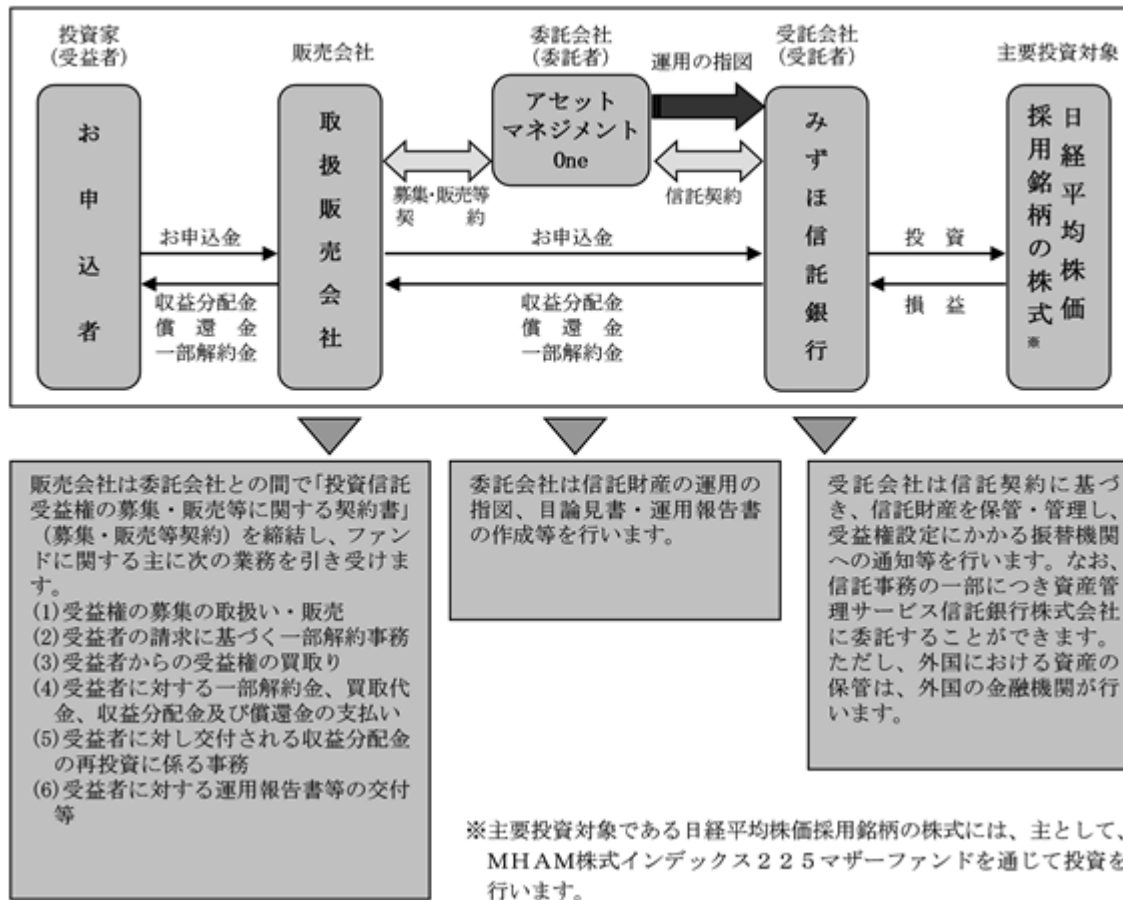 投資家
(受益者)
販売会社
委託会社
(委託者)
運用の指図
受託会社
(受託者)
主要投資対象
お申込者
取扱販売会社
アセット
マネジメント
One
みずほ信託銀行
日経平均株価
採用銘柄の株式※
募集・販売等
契　　約
信託契約
お申込金
お申込金
投　資
収益分配金
償　還　金
一部解約金
収益分配金
償　還　金
一部解約金
損　益
販売会社は委託会社との間で「投資信託
受益権の募集・販売等に関する契約書」
（募集・販売等契約）を締結し、ファン
ドに関する主に次の業務を引き受けま
す。
(1)受益権の募集の取扱い・販売
(2)受益者の請求に基づく一部解約事務
(3)受益者からの受益権の買取り
(4)受益者に対する一部解約金、買取代
金、収益分配金及び償還金の支払い
(5)受益者に対し交付される収益分配金
の再投資に係る事務
(6)受益者に対する運用報告書等の交付
等
委託会社は信託財産の運用の
指図、目論見書・運用報告書
の作成等を行います。
受託会社は信託契約に基づ
き、信託財産を保管・管理し、
受益権設定にかかる振替機関
への通知等を行います。なお、
信託事務の一部につき資産管
理サービス信託銀行株式会社
に委託することができます。
ただし、外国における資産の
保管は、外国の金融機関が行
います。
※主要投資対象である日経平均株価採用銘柄の株式には、主として、
ＭＨＡＭ株式インデックス２２５マザーファンドを通じて投資を
行います。